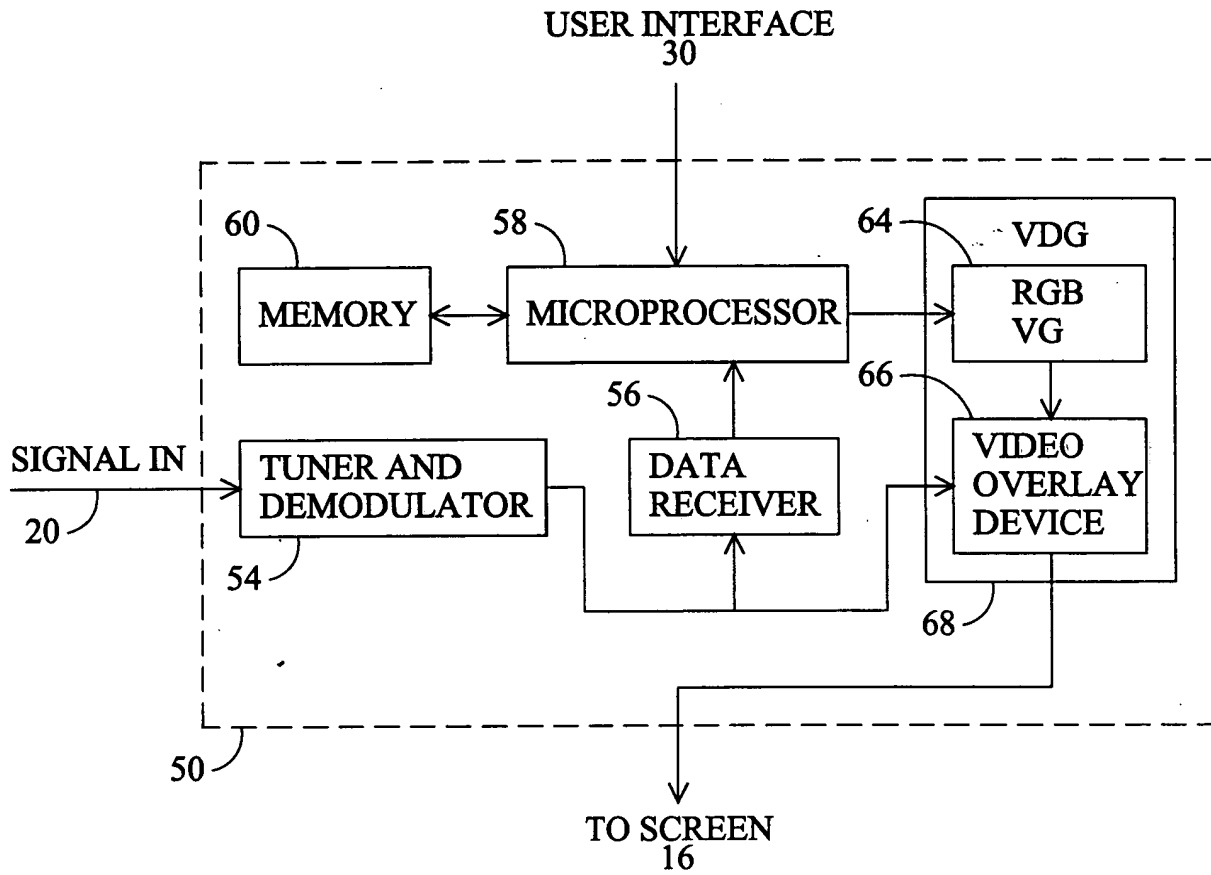 USER INTERFACE
30
60
58
64
VDG
MEMORY
MICROPROCESSOR
RGB
VG
56
66
SIGNAL IN
20
TUNER AND
DEMODULATOR
DATA
RECEIVER
VIDEO
OVERLAY
DEVICE
54
68
50
TO SCREEN
16